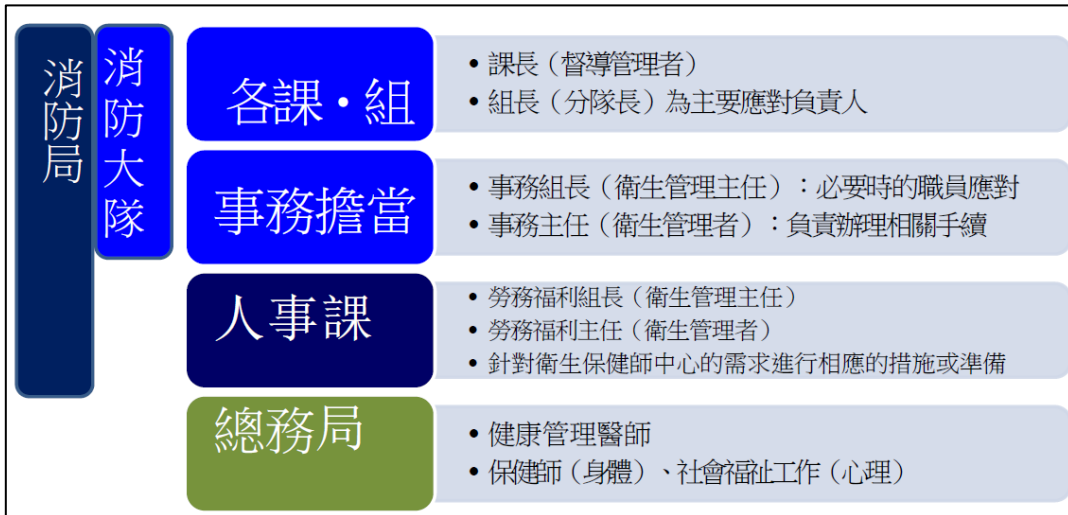 消防局
消防大隊
各課・組
• 課長（督導管理者）
• 組長（分隊長）為主要應對負責人
事務擔當
• 事務組長（衛生管理主任）：必要時的職員應對
• 事務主任（衛生管理者）：負責辦理相關手續
人事課
• 勞務福利組長（衛生管理主任）
• 勞務福利主任（衛生管理者）
• 針對衛生保健師中心的需求進行相應的措施或準備
總務局
• 健康管理醫師
• 保健師（身體）、社會福祉工作（心理）